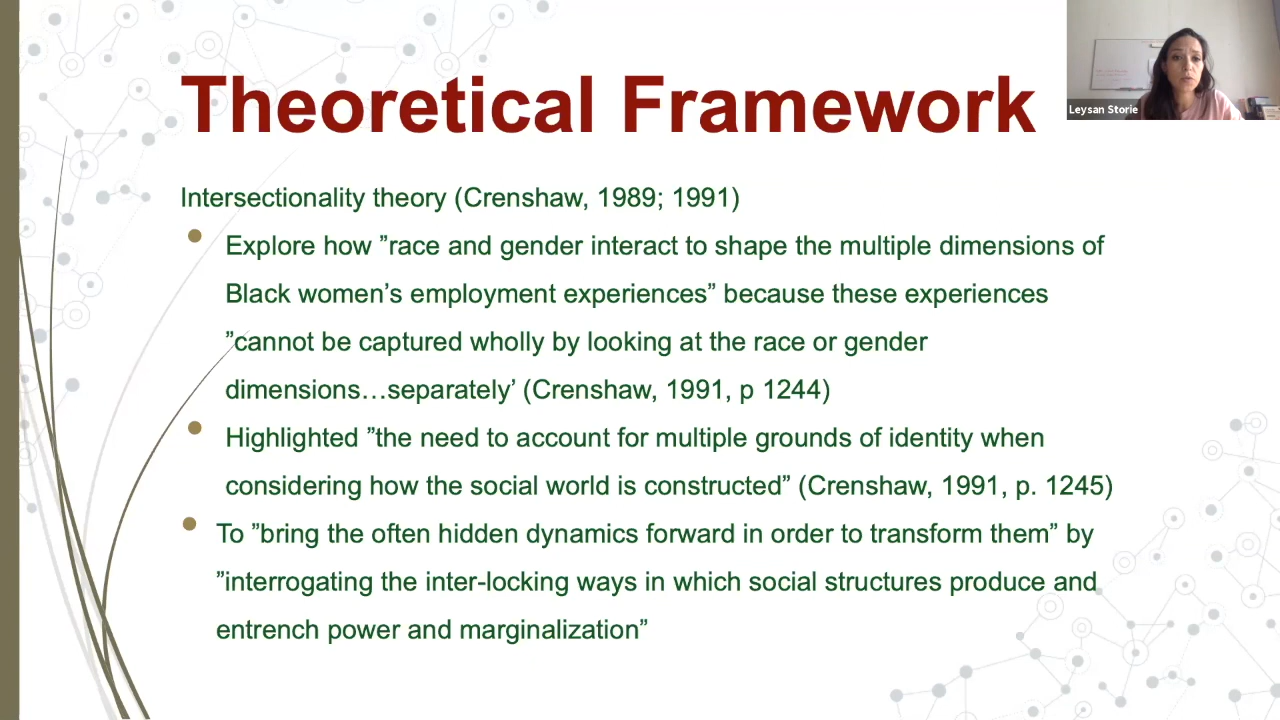 Theoretical Framework
Leysan Storie
Intersectionality theory (Crenshaw, 1989; 1991)
Explore how ”race and gender interact to shape the multiple dimensions of
Black women’s employment experiences” because these experiences
”cannot be captured wholly by looking at the race or gender
dimensions…separately’ (Crenshaw, 1991, p 1244)
Highlighted ”the need to account for multiple grounds of identity when
considering how the social world is constructed” (Crenshaw, 1991, p. 1245)
To ”bring the often hidden dynamics forward in order to transform them” by
”interrogating the inter-locking ways in which social structures produce and
entrench power and marginalization”